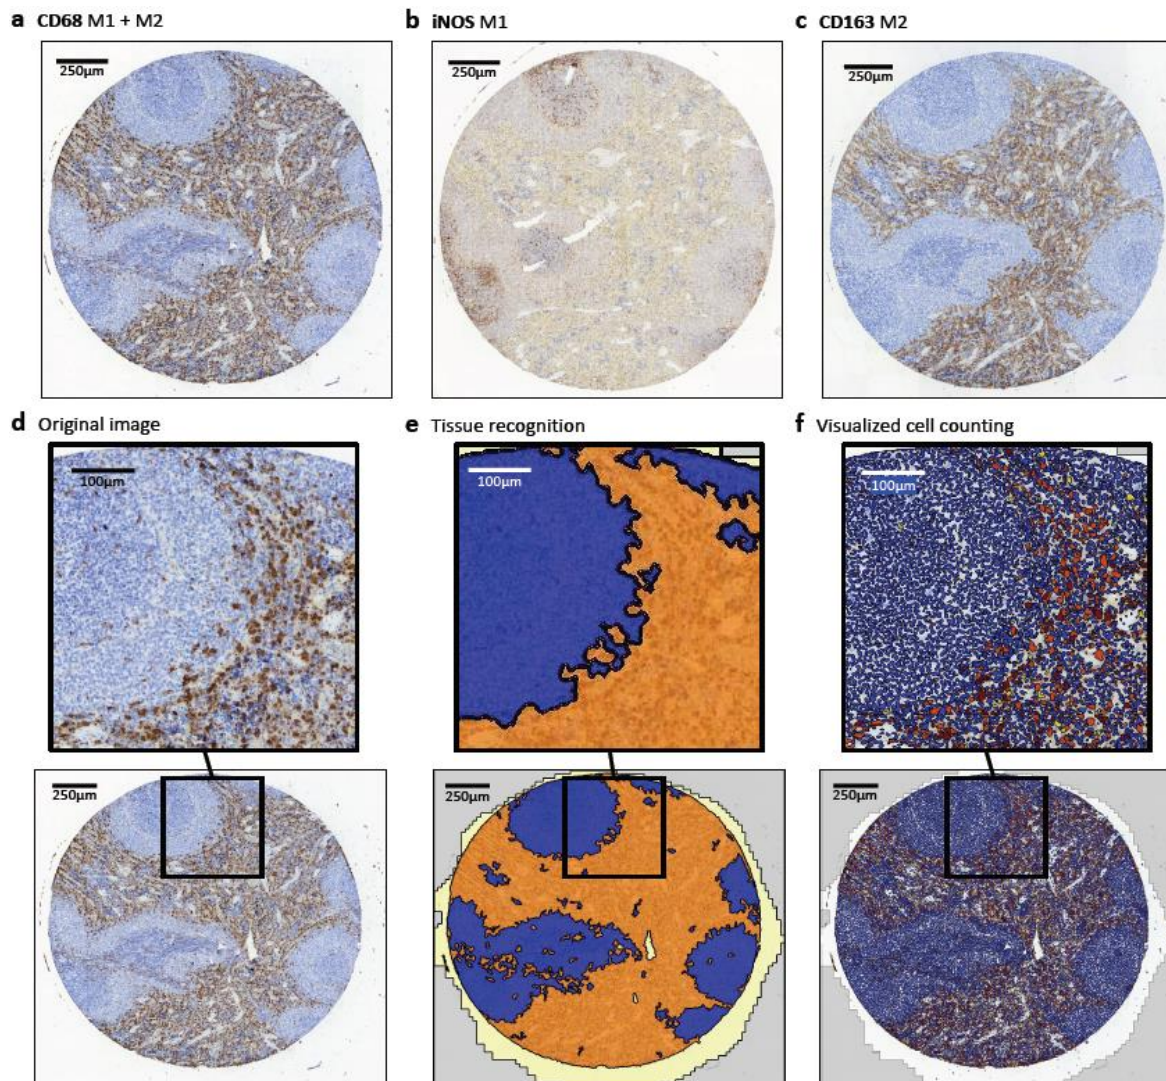 a CD68 M1 + M2
b iNOS M1
c CD163 M2
250μm
250μm
250μm
d Original image
e Tissue recognition
f Visualized cell counting
100μm
100μm
100μm
250μm
250μm
250μm